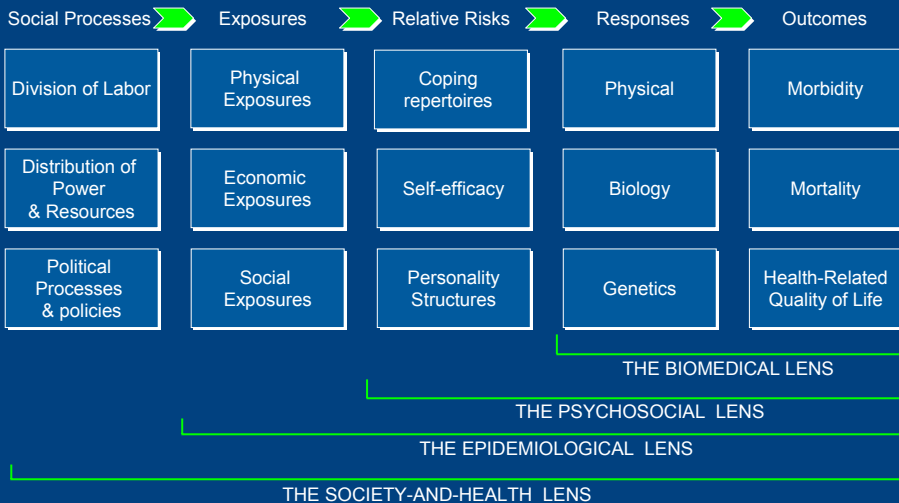 Social Processes
Exposures
Relative Risks
Responses
Outcomes
Division of Labor
Physical
Exposures
Coping
repertoires
Physical
Morbidity
Distribution of
Power
& Resources
Economic
Exposures
Self-efficacy
Biology
Mortality
Political
Processes
& policies
Social
Exposures
Personality
Structures
Genetics
Health-Related
Quality of Life
THE BIOMEDICAL LENS
THE PSYCHOSOCIAL LENS
THE EPIDEMIOLOGICAL LENS
THE SOCIETY-AND-HEALTH LENS